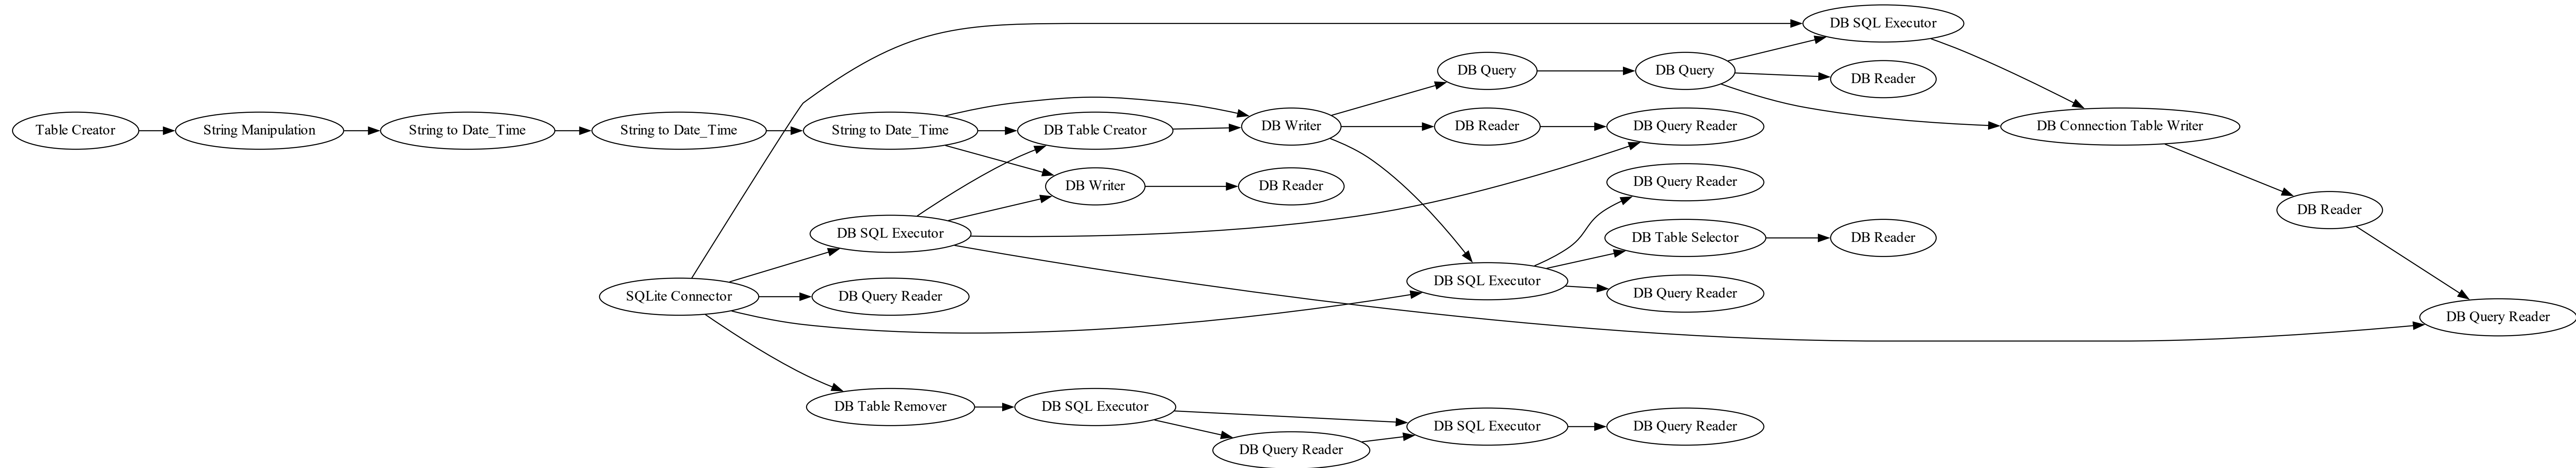 DB SQL Executor
DB Query
DB Query
DB Reader
Table Creator
String Manipulation
String to Date_Time
String to Date_Time
String to Date_Time
DB Table Creator
DB Writer
DB Reader
DB Query Reader
DB Connection Table Writer
DB Writer
DB Reader
DB Query Reader
DB Reader
DB SQL Executor
DB Table Selector
DB Reader
SQLite Connector
DB Query Reader
DB SQL Executor
DB Query Reader
DB Query Reader
DB Table Remover
DB SQL Executor
DB SQL Executor
DB Query Reader
DB Query Reader